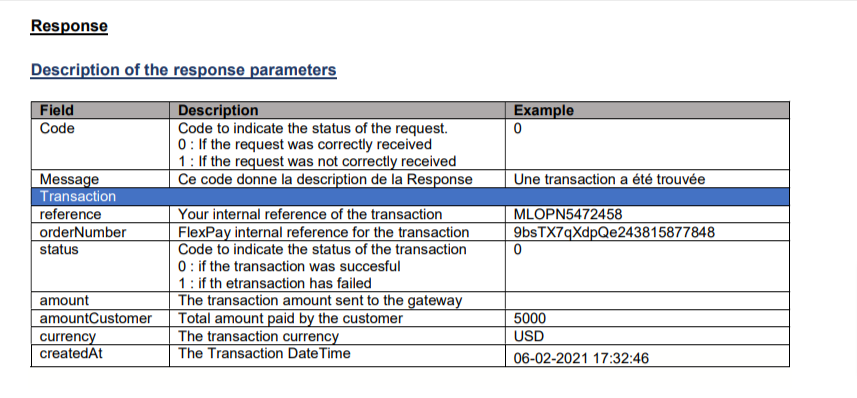 Response
Description of the response parameters
Field Description Example
Code Code to indicate the status of the request. 0
0 : If the request was correctly received
1 : If the request was not correctly received
Message Ce code donne la description de la Response Une transaction a été trouvée
Transaction
reference Your internal reference of the transaction MLOPN5472458
orderNumber FlexPay internal reference for the transaction 9bsTX7qXdpQe243815877848
status Code to indicate the status of the transaction 0
0 : if the transaction was succesful
1 : if th etransaction has failed
amount The transaction amount sent to the gateway
amountCustomer Total amount paid by the customer 5000
currency The transaction currency USD
createdAt The Transaction DateTime 06-02-2021 17:32:46